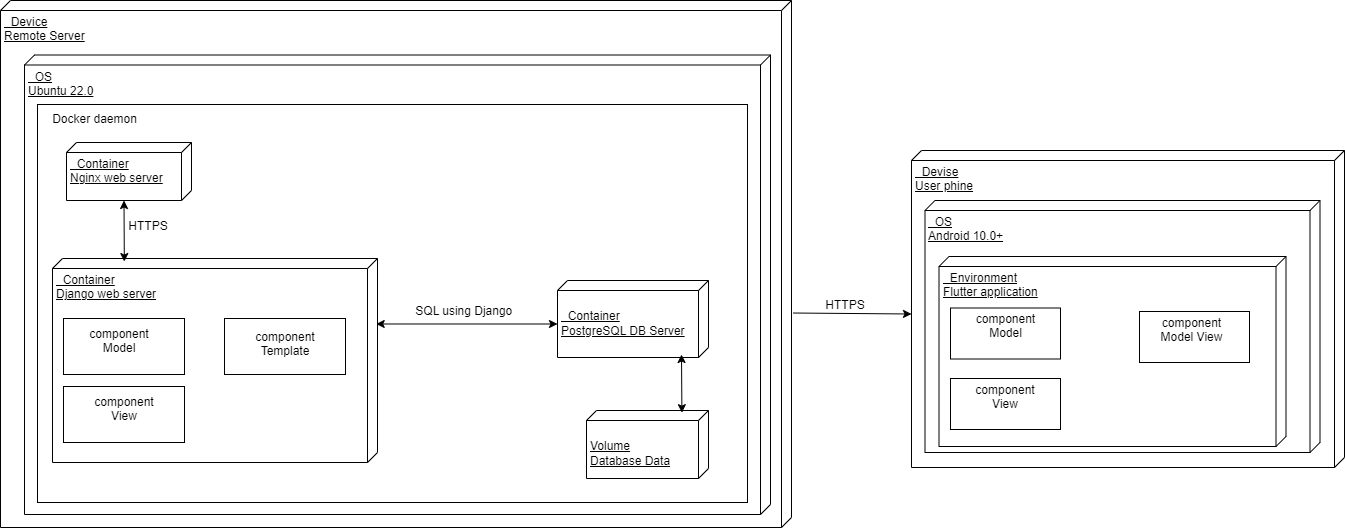 _Device
Remote Server
_OS
Ubuntu 22.0
Docker daemon
_Container
Nginx web server
HTTPS
_Container
Django web server
component
Model
component
Template
component
View
SQL using Django
_Container
PostgreSQL DB Server
Volume
Database Data
HTTPS
_Devise
User phine
_OS
Android 10.0+
_Environment
Flutter application
component
Model
component
Model View
component
View